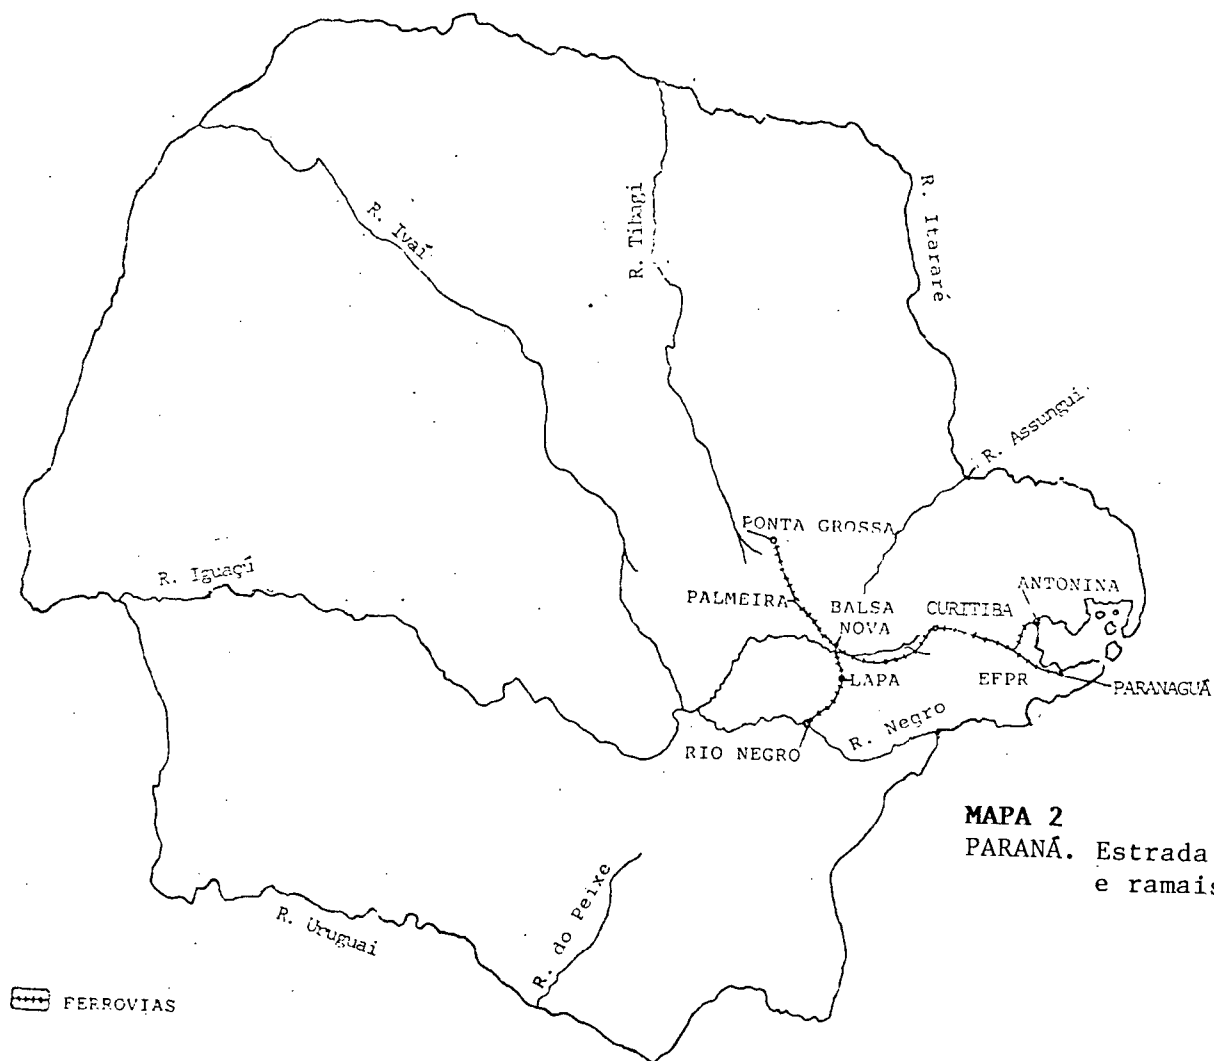 R. Ivaí
R. Tibagi
R. Itararé
R. Assungui
PONTA GROSSA
R. Iguaçú
PALMEIRA
BALSA
NOVA
CURITIBA
ANTONINA
LAPA
EFPR
PARANAGUÁ
RIO NEGRO
R. Negro
MAPA 2
PARANÁ. Estrada
e ramais
R. do Peixe
R. Uruguai
FERROVIAS